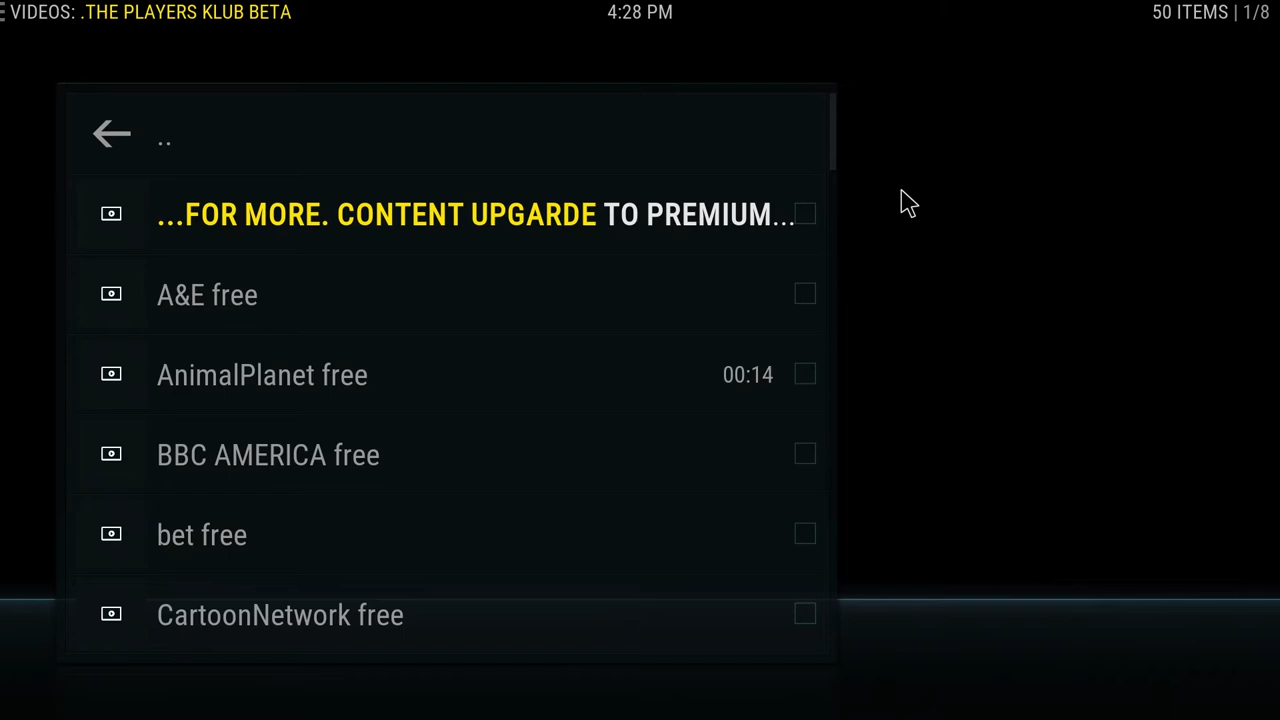 VIDEOS: .THE PLAYERS KLUB BETA
4:28 PM
50 ITEMS | 1/8
..
...FOR MORE. CONTENT UPGARDE TO PREMIUM...
A&E free
AnimalPlanet free 00:14
BBC AMERICA free
bet free
CartoonNetwork free